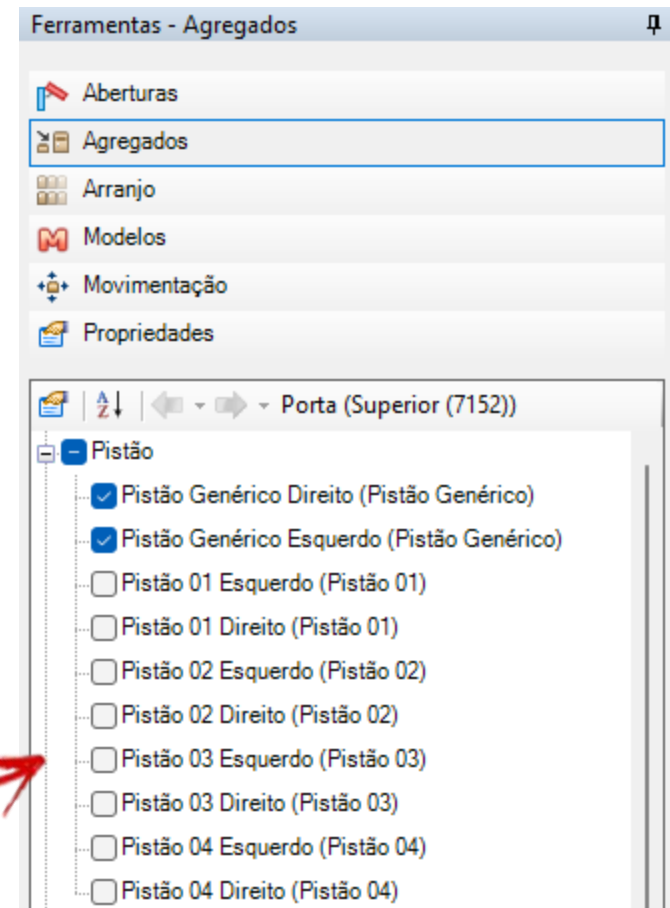 Ferramentas - Agregados
Aberturas
Agregados
Arranjo
Modelos
Movimentação
Propriedades
Porta (Superior (7152))
Pistão
Pistão Genérico Direito (Pistão Genérico)
Pistão Genérico Esquerdo (Pistão Genérico)
Pistão 01 Esquerdo (Pistão 01)
Pistão 01 Direito (Pistão 01)
Pistão 02 Esquerdo (Pistão 02)
Pistão 02 Direito (Pistão 02)
Pistão 03 Esquerdo (Pistão 03)
Pistão 03 Direito (Pistão 03)
Pistão 04 Esquerdo (Pistão 04)
Pistão 04 Direito (Pistão 04)